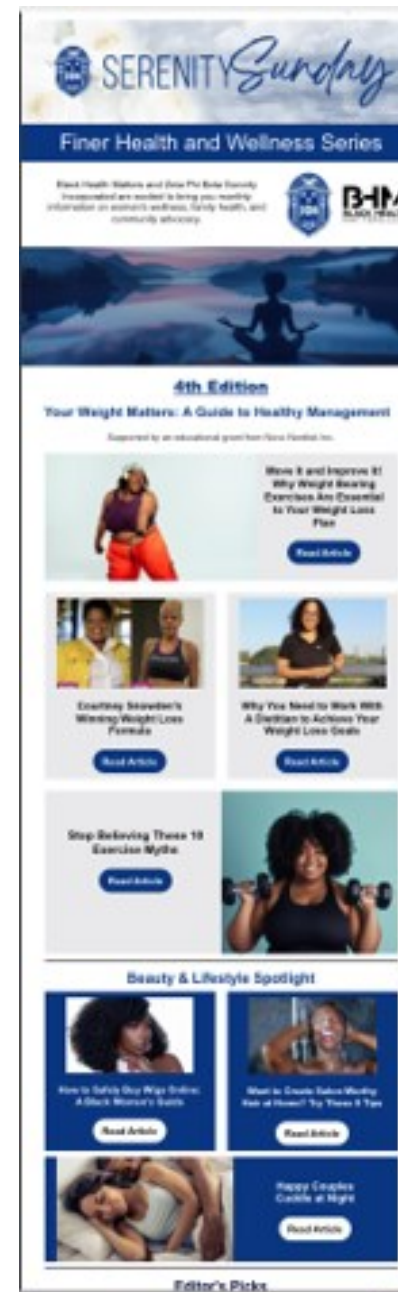 SERENITY Sunday
Finer Health and Wellness Series
Black Health Matters and Zeta Phi Beta Sorority
Incorporated are excited to bring you monthly
information on women's wellness, family health, and
community advocacy.
BHM
BLACK HEALTH
4th Edition
Your Weight Matters: A Guide to Healthy Management
Supported by an educational grant from Novo Nordisk Inc.
Move It and Improve It!
Why Weight Bearing
Exercises Are Essential
to Your Weight Loss
Plan
Read Article
Courtney Snowden's
Winning Weight Loss
Formula
Read Article
Why You Need to Work With
A Dietitian to Achieve Your
Weight Loss Goals
Read Article
Stop Believing These 10
Exercise Myths
Read Article
Beauty & Lifestyle Spotlight
How to Safely Buy Wigs Online:
A Black Woman's Guide
Read Article
Want to Create Salon Worthy
Hair at Home? Try These 8 Tips
Read Article
Happy Couples
Cuddle at Night
Read Article
Editor's Picks